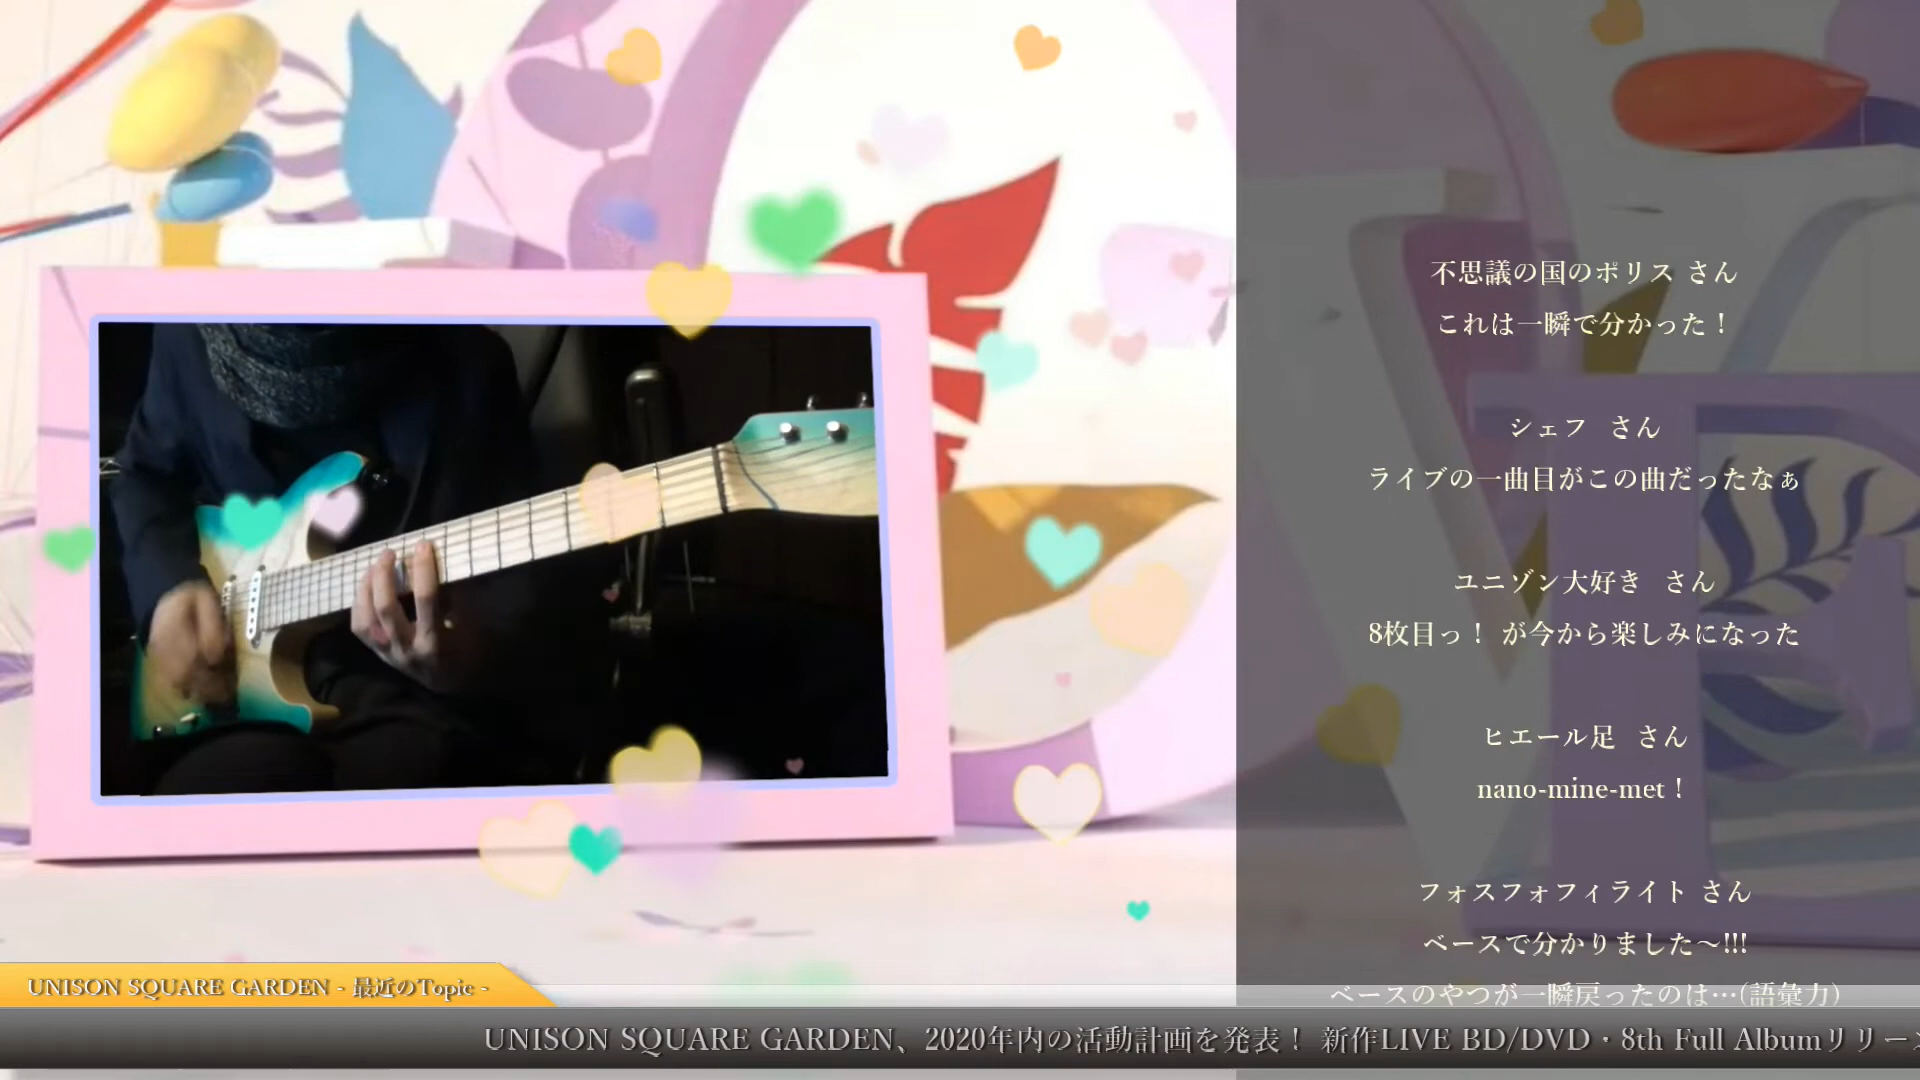 不思議の国のポリス さん
これは一瞬で分かった！
シェフ さん
ライブの一曲目がこの曲だったなぁ
ユニゾン大好き さん
8枚目っ！ が今から楽しみになった
ヒエール足 さん
nano-mine-met！
フォスフォフィライト さん
ベースで分かりました～!!!
ベースのやつが一瞬戻ったのは…(語彙力)
UNISON SQUARE GARDEN - 最近のTopic -
UNISON SQUARE GARDEN、2020年内の活動計画を発表！ 新作LIVE BD/DVD・8th Full Albumリリー